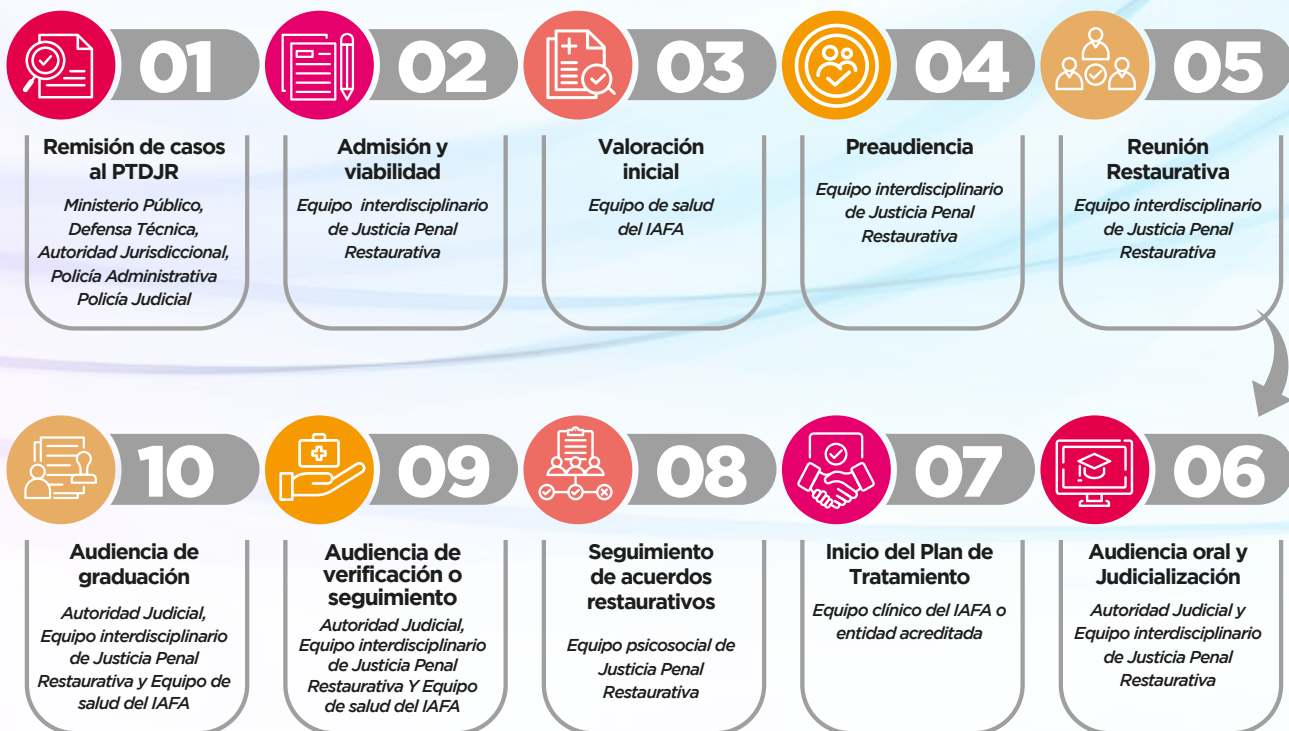 01
Remisión de casos
al PTDJR
Ministerio Público,
Defensa Técnica,
Autoridad Jurisdiccional,
Policía Administrativa
Policía Judicial
02
Admisión y
viabilidad
Equipo interdisciplinario
de Justicia Penal
Restaurativa
03
Valoración
inicial
Equipo de salud
del IAFA
04
Preaudiencia
Equipo interdisciplinario
de Justicia Penal
Restaurativa
05
Reunión
Restaurativa
Equipo interdisciplinario
de Justicia Penal
Restaurativa
06
Audiencia oral y
Judicialización
Autoridad Judicial y
Equipo interdisciplinario
de Justicia Penal
Restaurativa
07
Inicio del Plan de
Tratamiento
Equipo clínico del IAFA o
entidad acreditada
08
Seguimiento
de acuerdos
restaurativos
Equipo psicosocial de
Justicia Penal
Restaurativa
09
Audiencia de
verificación o
seguimiento
Autoridad Judicial,
Equipo interdisciplinario
de Justicia Penal
Restaurativa Y Equipo
de salud del IAFA
10
Audiencia de
graduación
Autoridad Judicial,
Equipo interdisciplinario
de Justicia Penal
Restaurativa y Equipo de
salud del IAFA